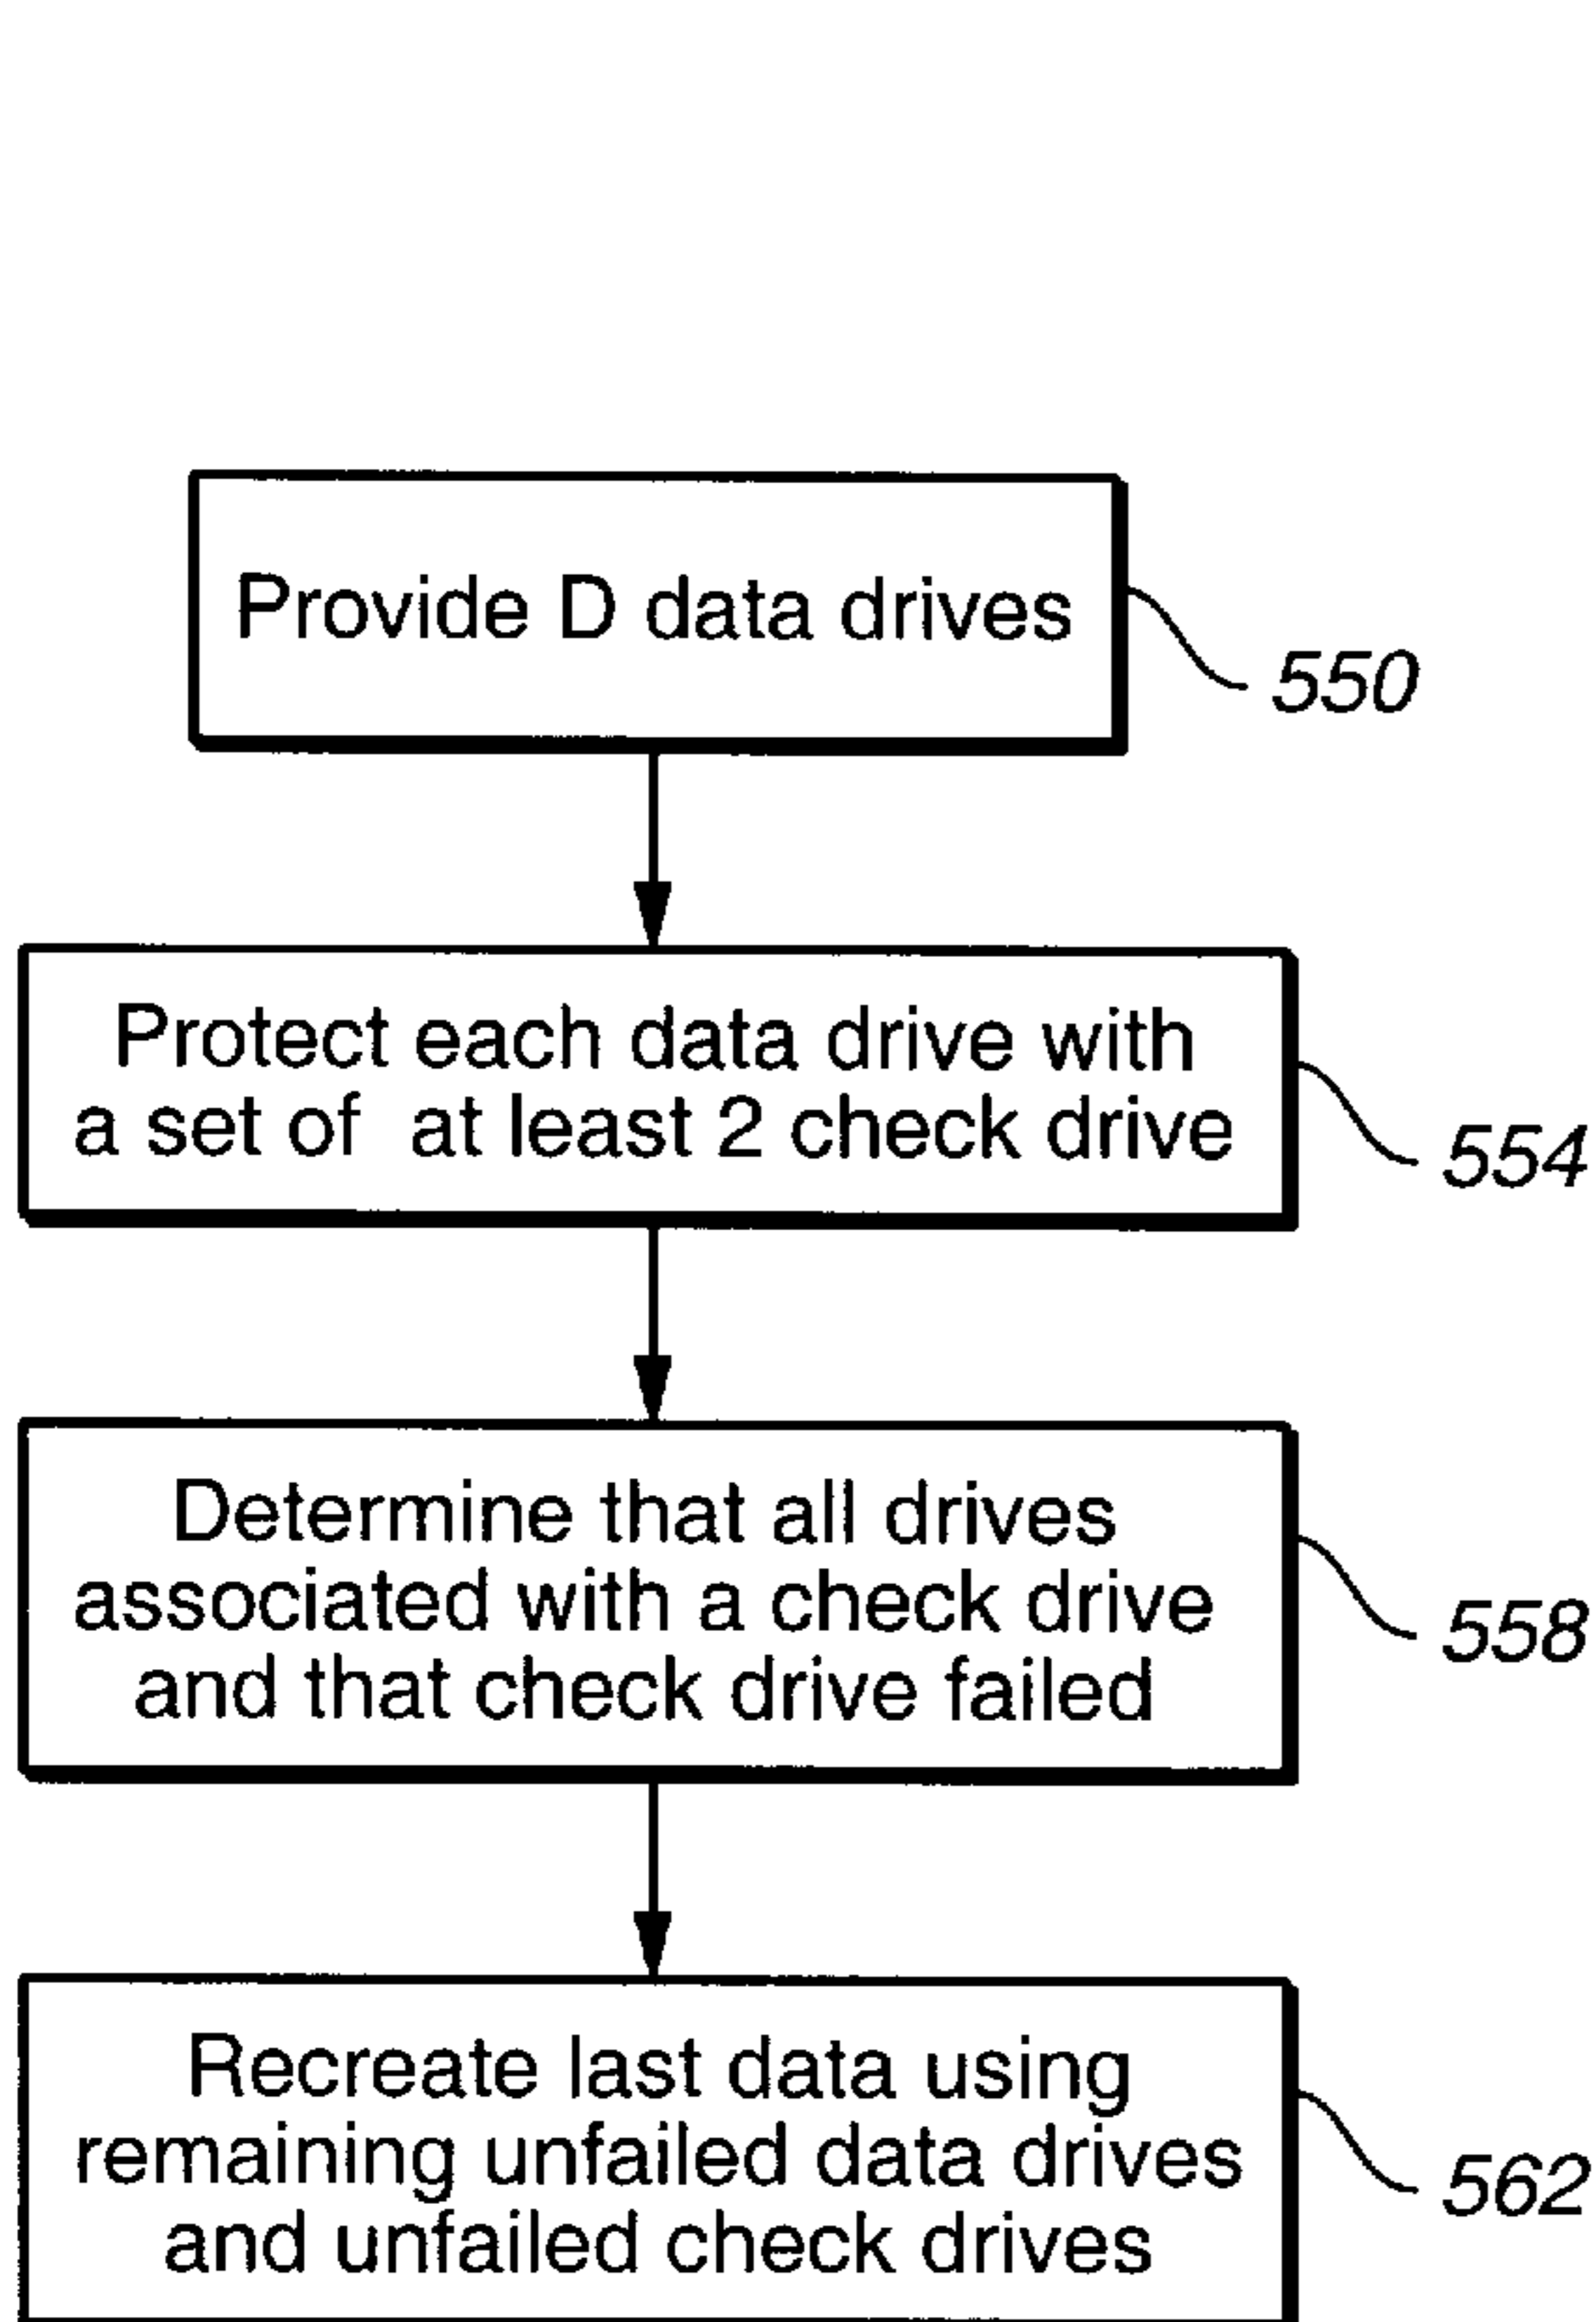 Provide D data drives
550
Protect each data drive with
a set of at least 2 check drive
554
Determine that all drives
associated with a check drive
and that check drive failed
558
Recreate last data using
remaining unfailed data drives
and unfailed check drives
562